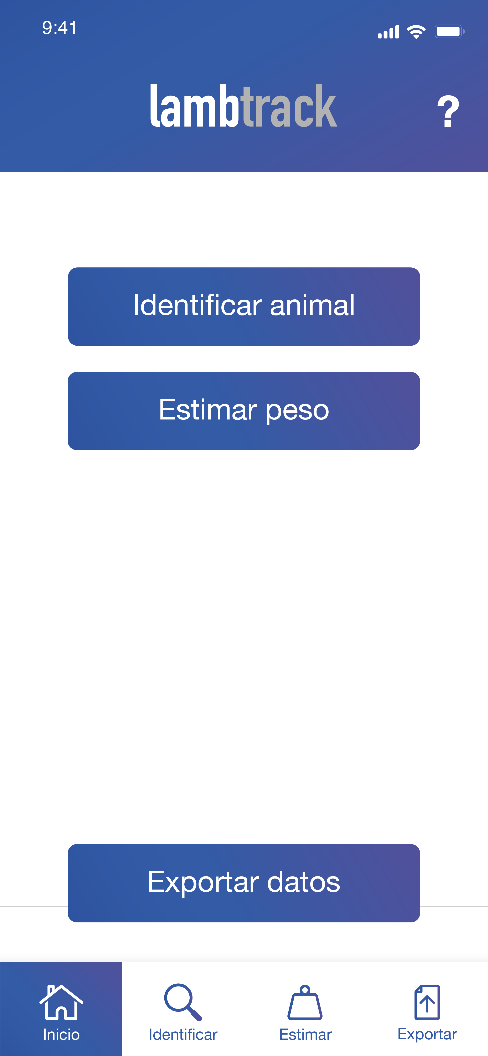 9:41
lambtrack
?
Identificar animal
Estimar peso
Exportar datos
Inicio
Identificar
Estimar
Exportar